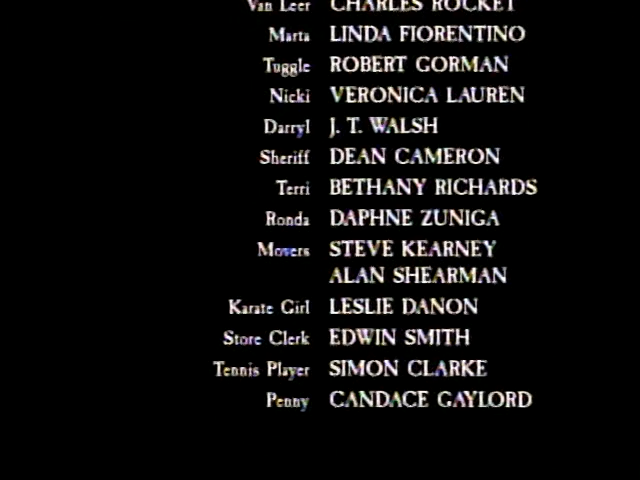 Van Leer CHARLES ROCKET
Marta LINDA FIORENTINO
Tuggle ROBERT GORMAN
Nicki VERONICA LAUREN
Darryl J. T. WALSH
Sheriff DEAN CAMERON
Terri BETHANY RICHARDS
Ronda DAPHNE ZUNIGA
Movers STEVE KEARNEY
ALAN SHEARMAN
Karate Girl LESLIE DANON
Store Clerk EDWIN SMITH
Tennis Player SIMON CLARKE
Penny CANDACE GAYLORD